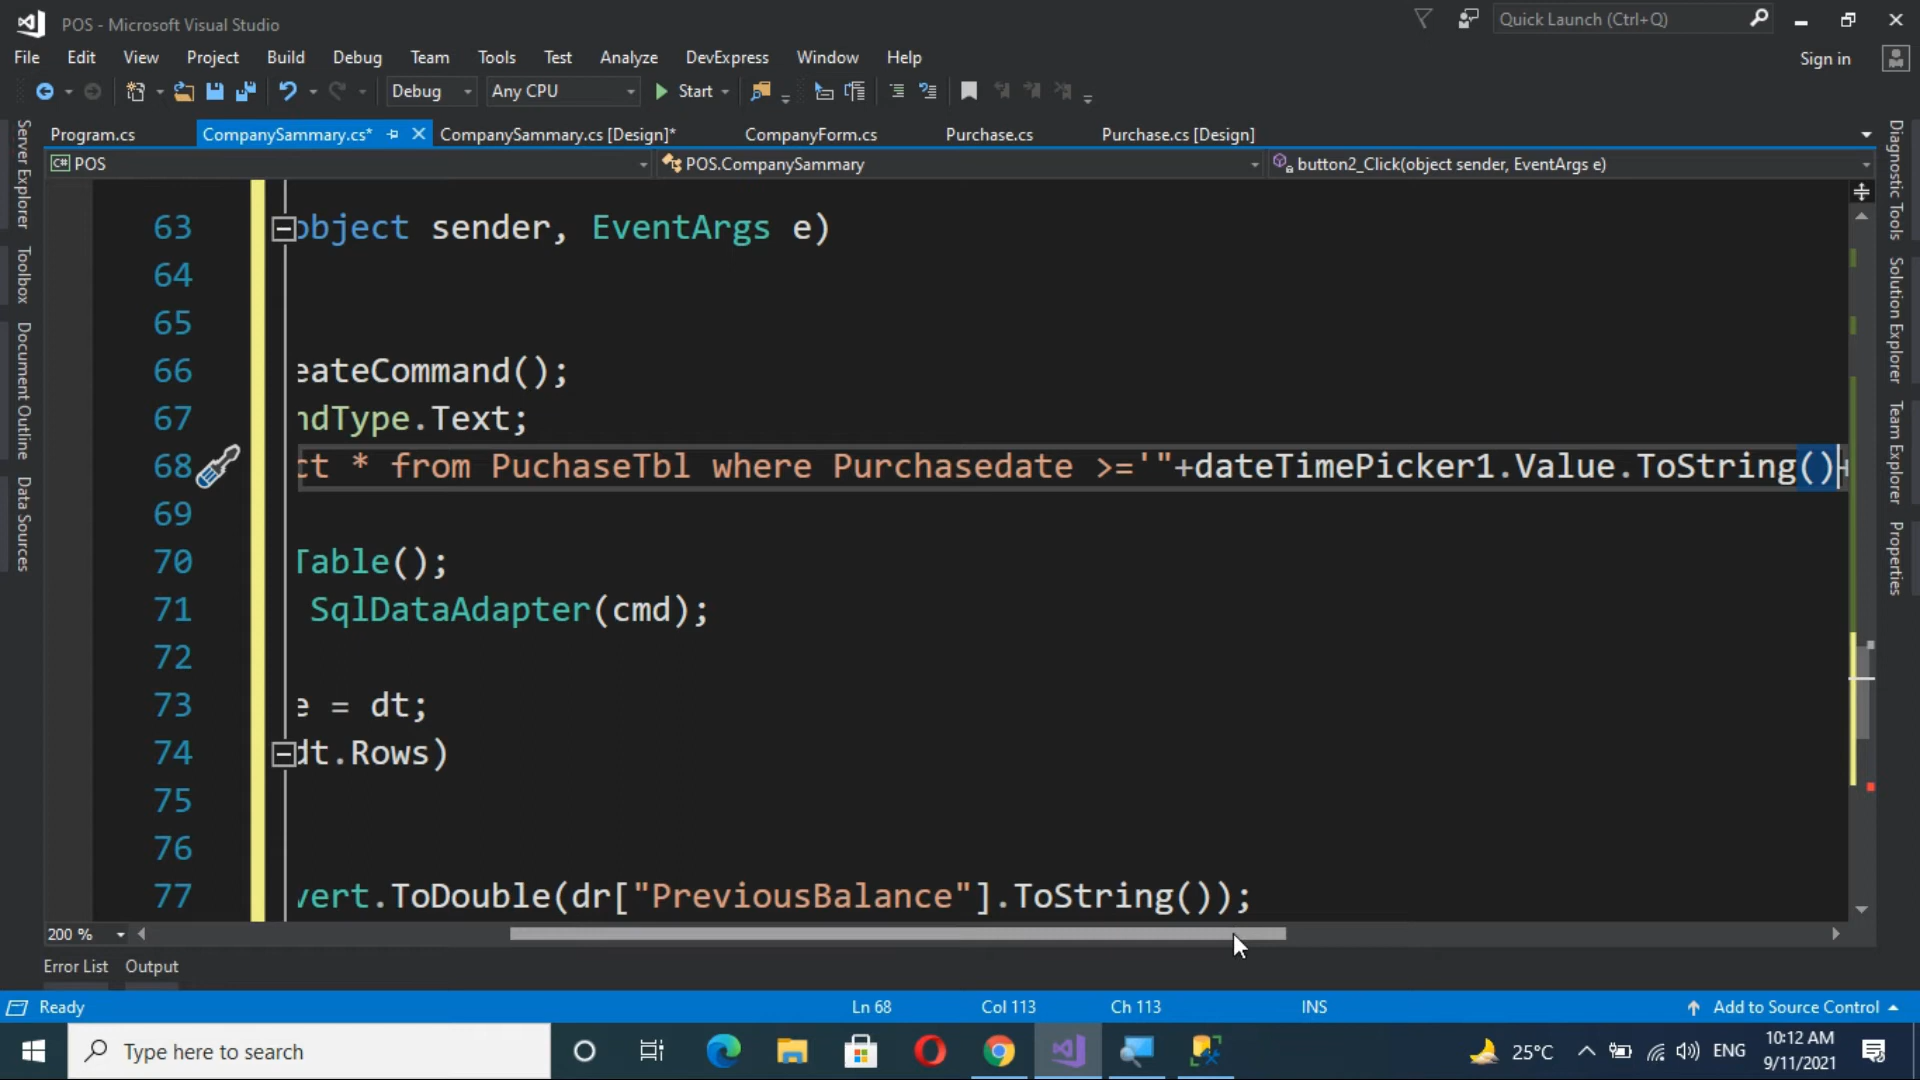 POS - Microsoft Visual Studio
Quick Launch (Ctrl+Q)
File Edit View Project Build Debug Team Tools Test Analyze DevExpress Window Help
Sign in
Debug Any CPU Start
Program.cs CompanySammary.cs* CompanySammary.cs [Design]* CompanyForm.cs Purchase.cs Purchase.cs [Design]
C# POS POS.CompanySammary button2_Click(object sender, EventArgs e)
Server Explorer
Toolbox
Document Outline
Data Sources
63 object sender, EventArgs e)
64
65
66 eateCommand();
67 ndType.Text;
68 ct * from PuchaseTbl where Purchasedate >='"+dateTimePicker1.Value.ToString()+
69
70 Table();
71 SqlDataAdapter(cmd);
72
73 e = dt;
74 dt.Rows)
75
76
77 vert.ToDouble(dr["PreviousBalance"].ToString());
Diagnostic Tools
Solution Explorer
Team Explorer
Properties
200 %
Error List Output
Ready Ln 68 Col 113 Ch 113 INS Add to Source Control
Type here to search
25°C ENG 10:12 AM
9/11/2021